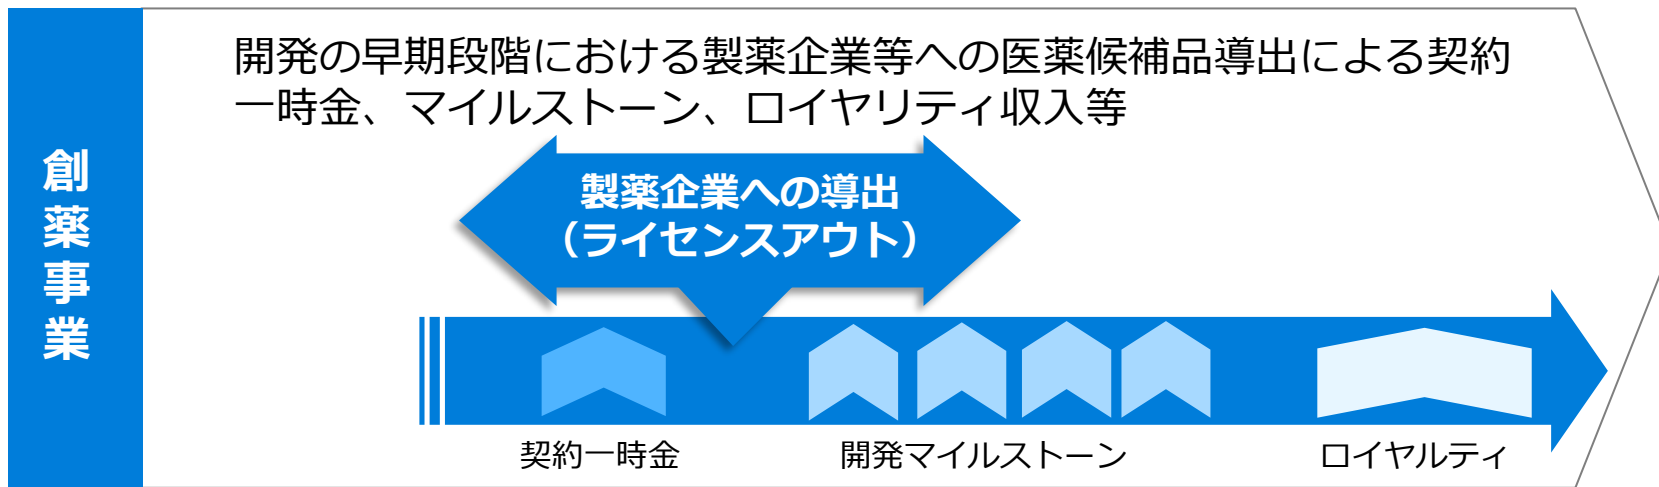 創薬事業
開発の早期段階における製薬企業等への医薬候補品導出による契約
一時金、マイルストーン、ロイヤリティ収入等
製薬企業への導出
（ライセンスアウト）
契約一時金
開発マイルストーン
ロイヤルティ